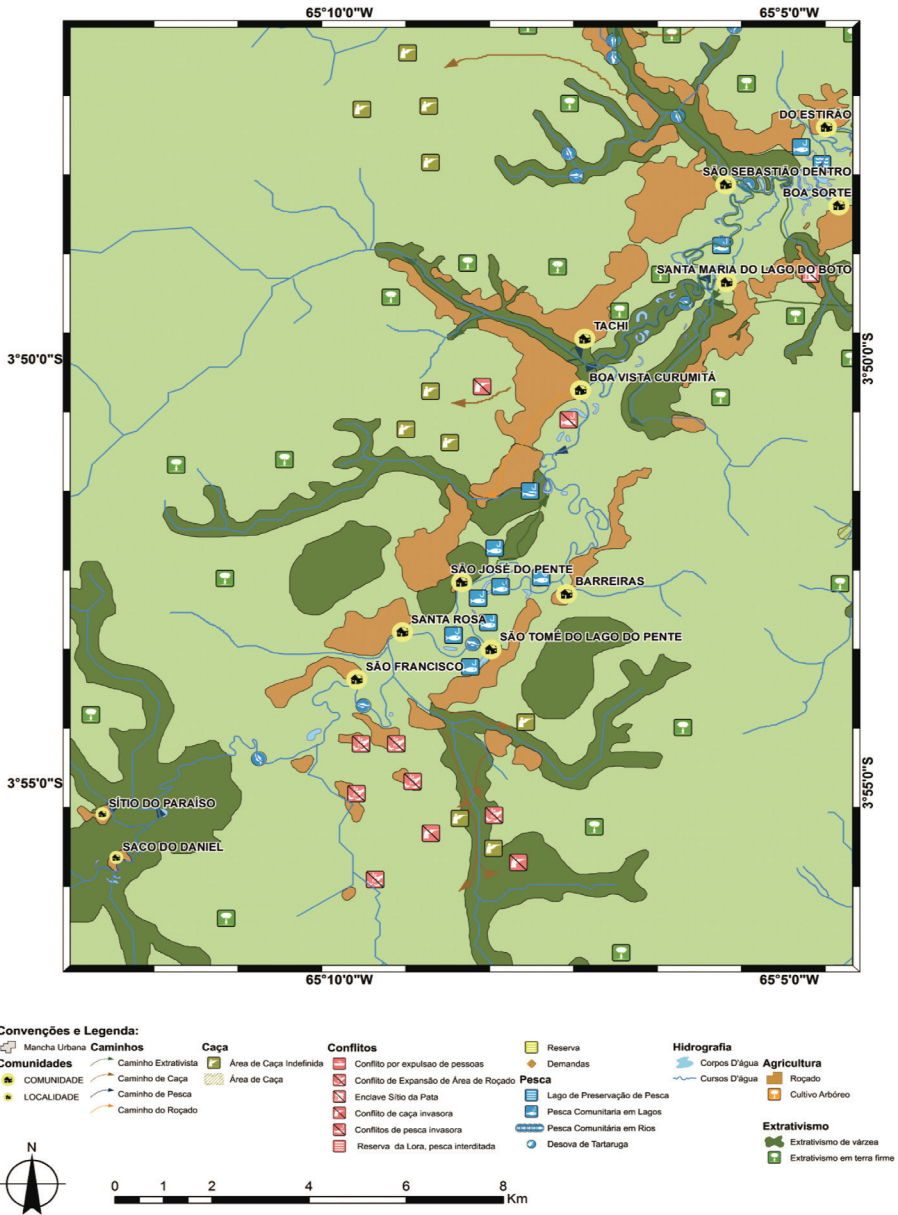 65°10'0"W
65°5'0"W
DO ESTIRÃO
SÃO SEBASTIÃO DENTRO
BOA SORTE
SANTA MARIA DO LAGO DO BOTO
TACHI
3°50'0"S
3°50'0"S
BOA VISTA CURUMITÁ
SÃO JOSÉ DO PENTE
BARREIRAS
SANTA ROSA
SÃO TOMÉ DO LAGO DO PENTE
SÃO FRANCISCO
3°55'0"S
3°55'0"S
SÍTIO DO PARAÍSO
SACO DO DANIEL
65°10'0"W
65°5'0"W
Convenções e Legenda:
Mancha Urbana
Comunidades
COMUNIDADE
LOCALIDADE
Caminhos
Caminho Extrativista
Caminho de Caça
Caminho de Pesca
Caminho do Roçado
Caça
Área de Caça Indefinida
Área de Caça
Conflitos
Conflito por expulsao de pessoas
Conflito de Expansão de Área de Roçado
Enclave Sítio da Pata
Conflito de caça invasora
Conflitos de pesca invasora
Reserva da Lora, pesca interditada
Reserva
Demandas
Pesca
Lago de Preservação de Pesca
Pesca Comunitaria em Lagos
Pesca Comunitária em Rios
Desova de Tartaruga
Hidrografia
Corpos D'água
Cursos D'água
Agricultura
Roçado
Cultivo Arbóreo
Extrativismo
Extrativismo de várzea
Extrativismo em terra firme
N
0 1 2 4 6 8
Km